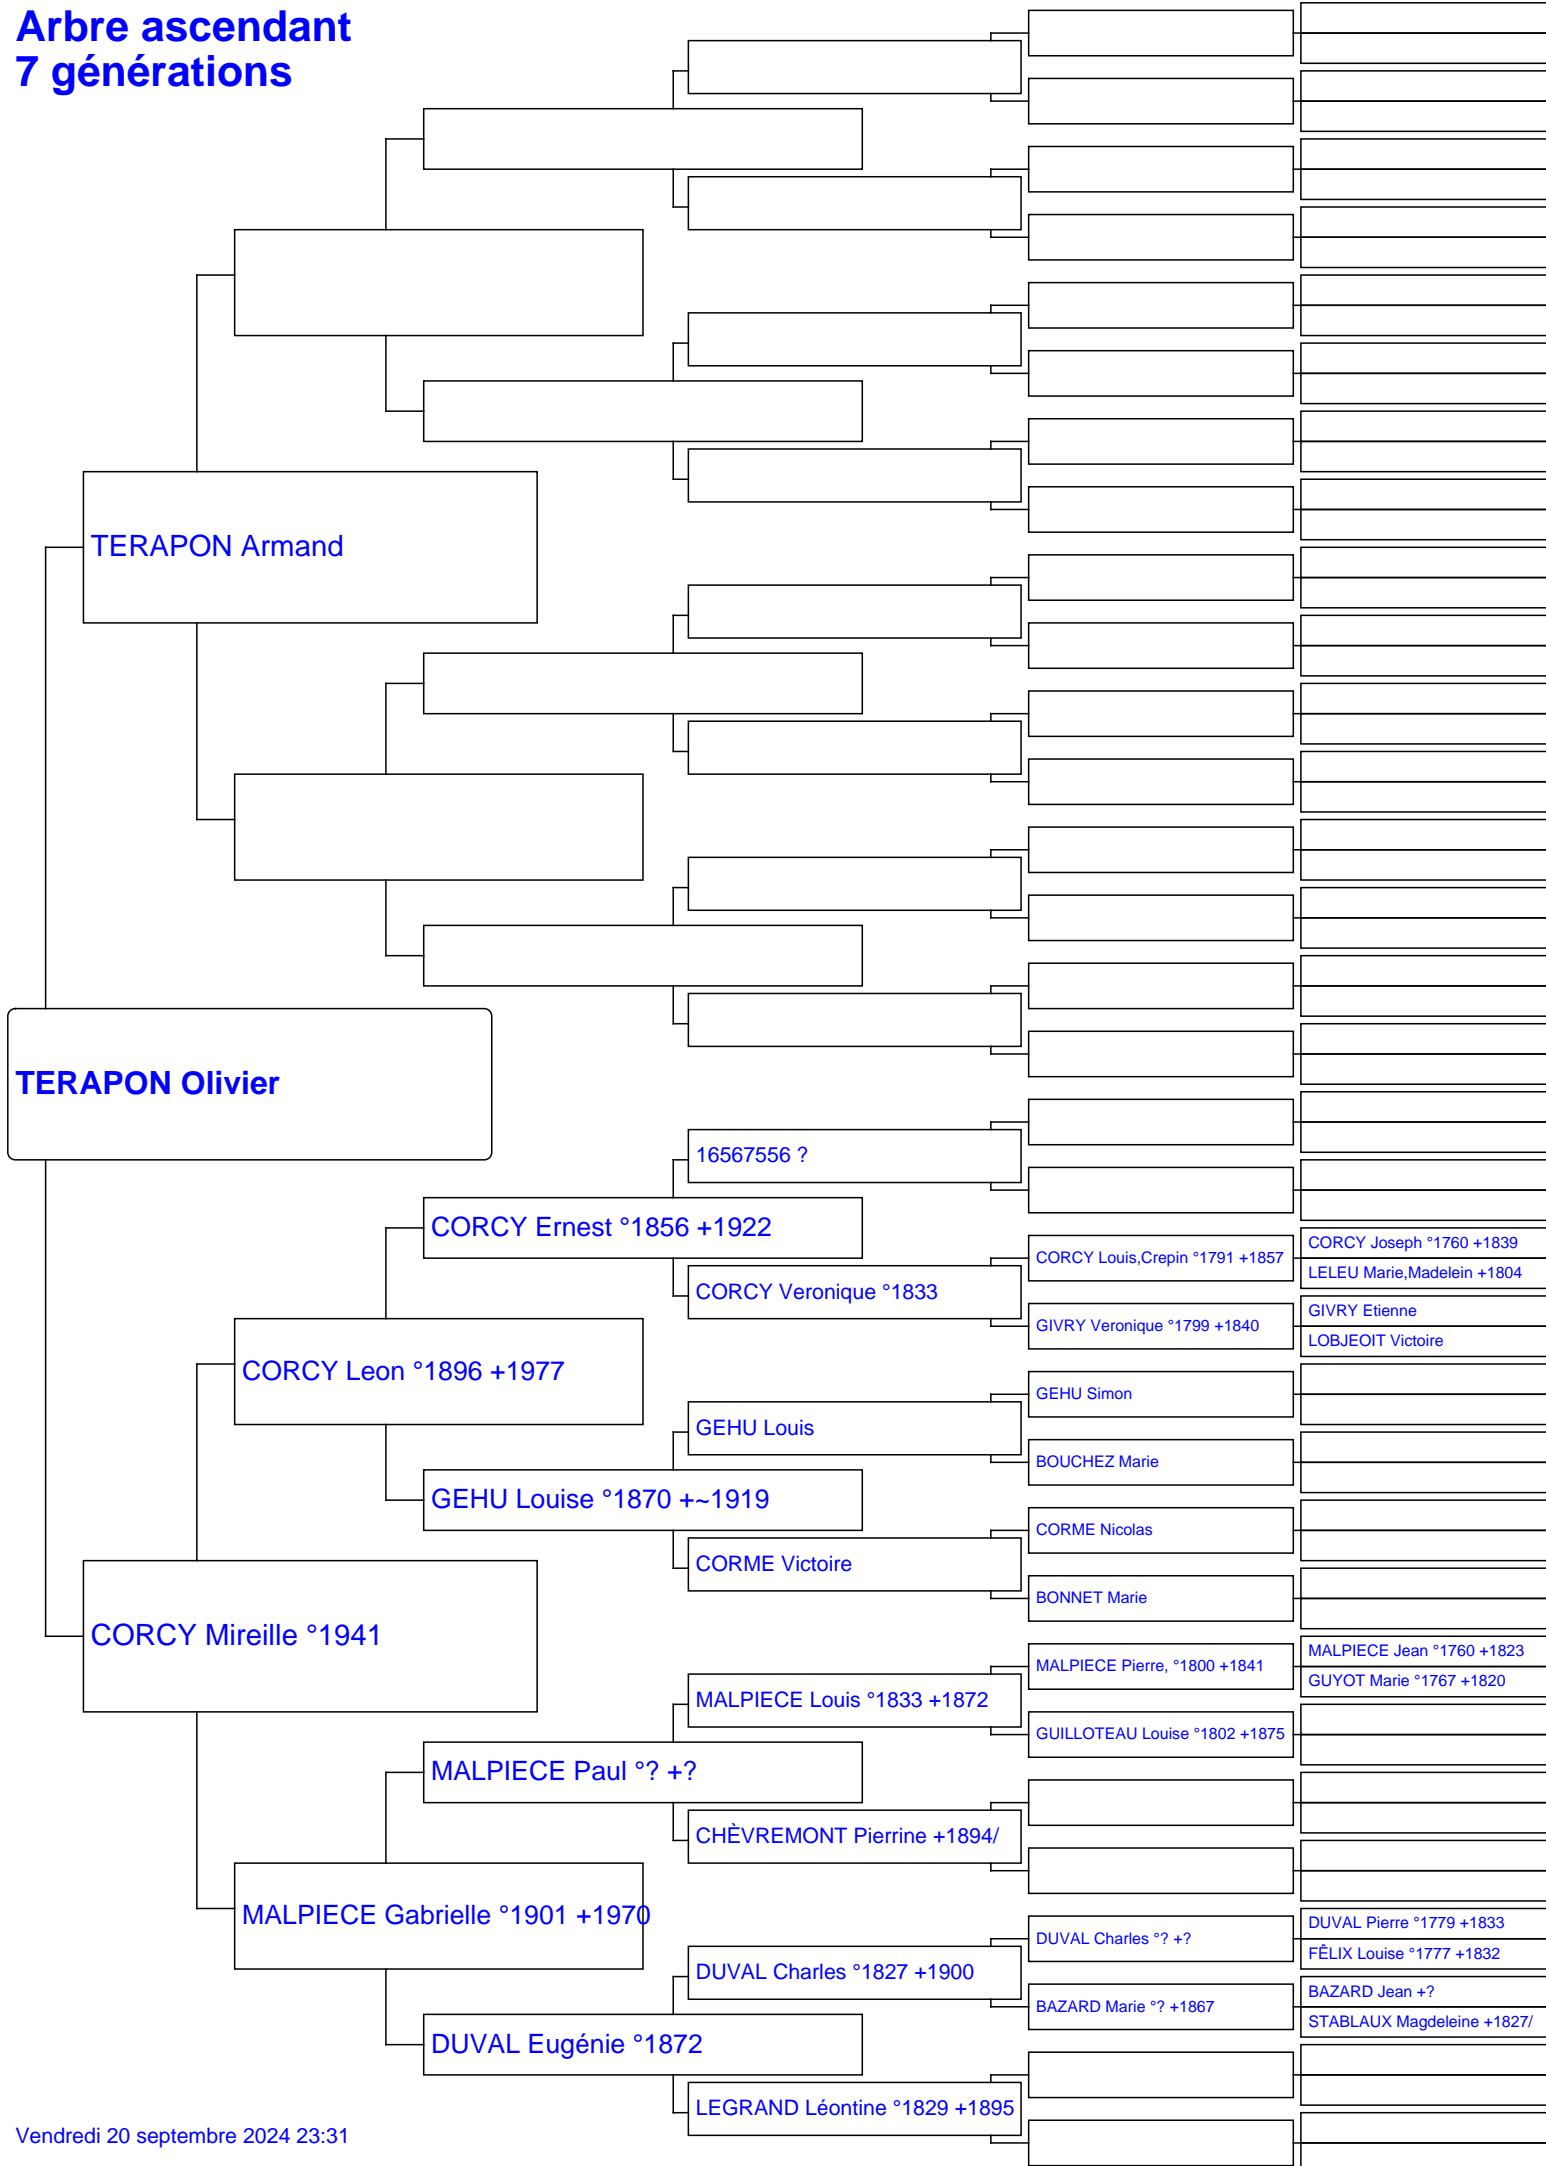 Arbre ascendant
7 générations
TERAPON Armand
TERAPON Olivier
16567556 ?
CORCY Ernest °1856 +1922
CORCY Louis,Crepin °1791 +1857
CORCY Joseph °1760 +1839
LELEU Marie,Madelein +1804
CORCY Veronique °1833
GIVRY Veronique °1799 +1840
GIVRY Etienne
LOBJEOIT Victoire
CORCY Leon °1896 +1977
GEHU Simon
GEHU Louis
BOUCHEZ Marie
GEHU Louise °1870 +~1919
CORME Nicolas
CORME Victoire
BONNET Marie
CORCY Mireille °1941
MALPIECE Pierre, °1800 +1841
MALPIECE Jean °1760 +1823
GUYOT Marie °1767 +1820
MALPIECE Louis °1833 +1872
GUILLOTEAU Louise °1802 +1875
MALPIECE Paul °? +?
CHÈVREMONT Pierrine +1894/
MALPIECE Gabrielle °1901 +1970
DUVAL Charles °? +?
DUVAL Pierre °1779 +1833
FÊLIX Louise °1777 +1832
DUVAL Charles °1827 +1900
BAZARD Marie °? +1867
BAZARD Jean +?
STABLAUX Magdeleine +1827/
DUVAL Eugénie °1872
LEGRAND Léontine °1829 +1895
Vendredi 20 septembre 2024 23:31